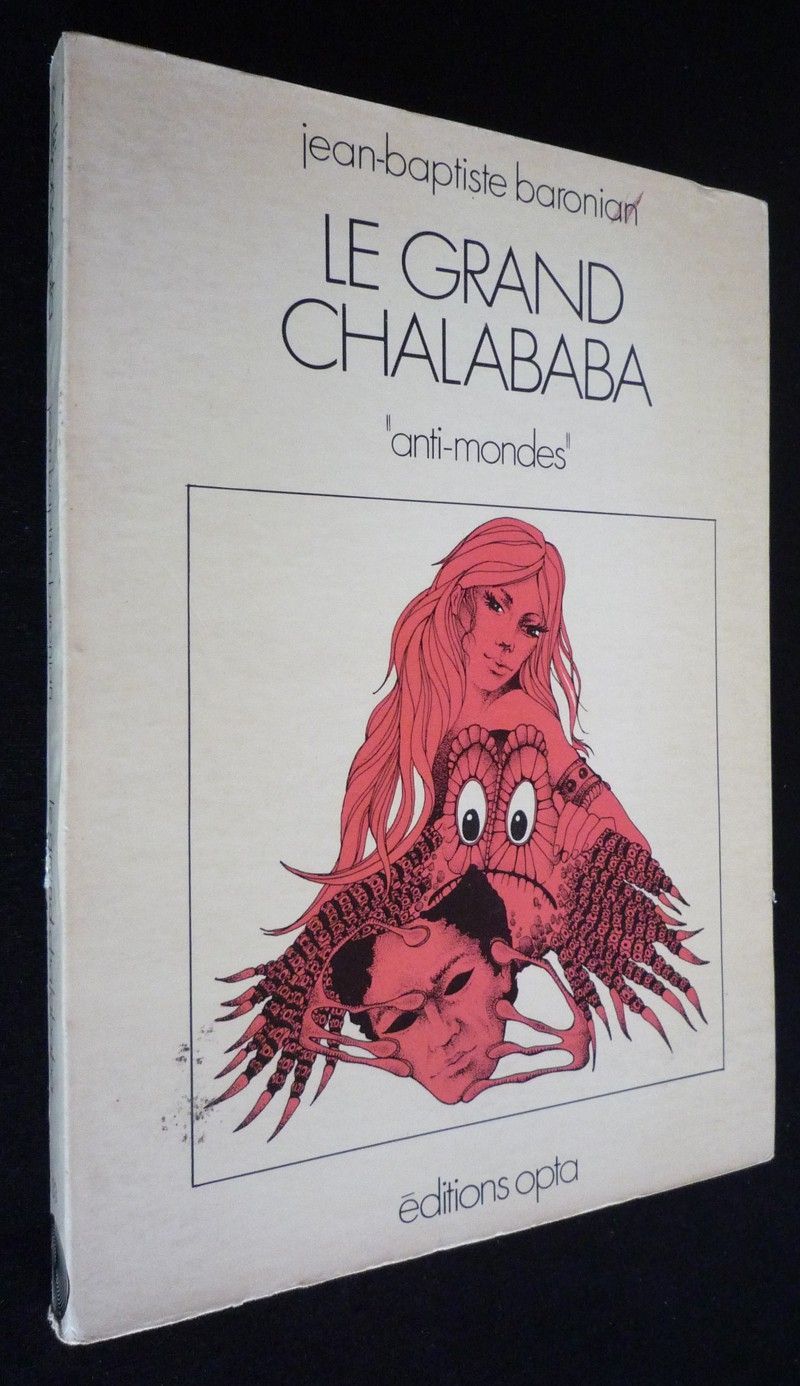 jean-baptiste baronian
LE GRAND
CHALABABA
"anti-mondes"
éditions opta